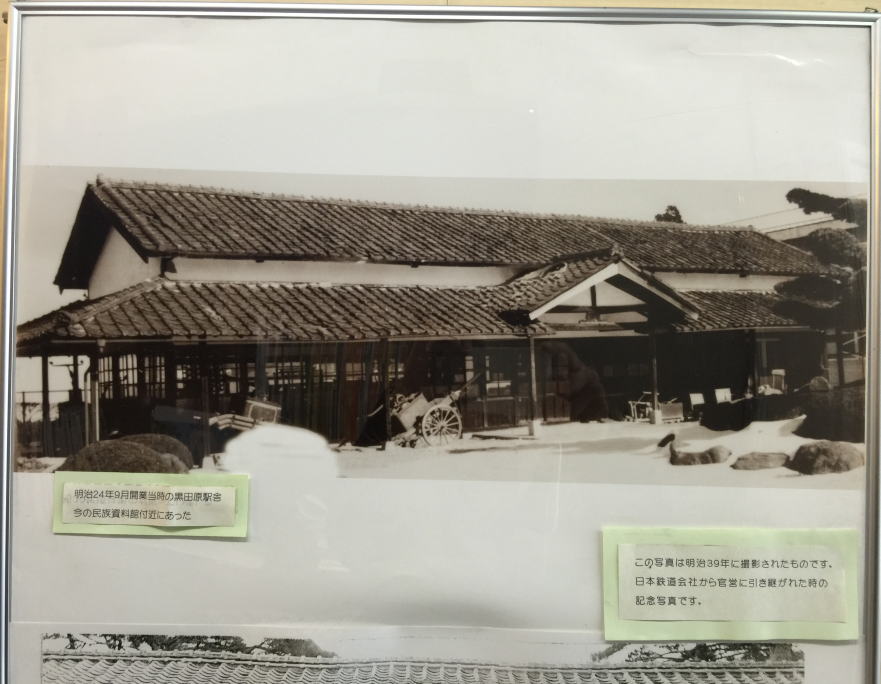 明治24年9月開業当時の黒田原駅舎
今の民族資料館付近にあった
この写真は明治39年に撮影されたものです。
日本鉄道会社から官営に引き継がれた時の
記念写真です。